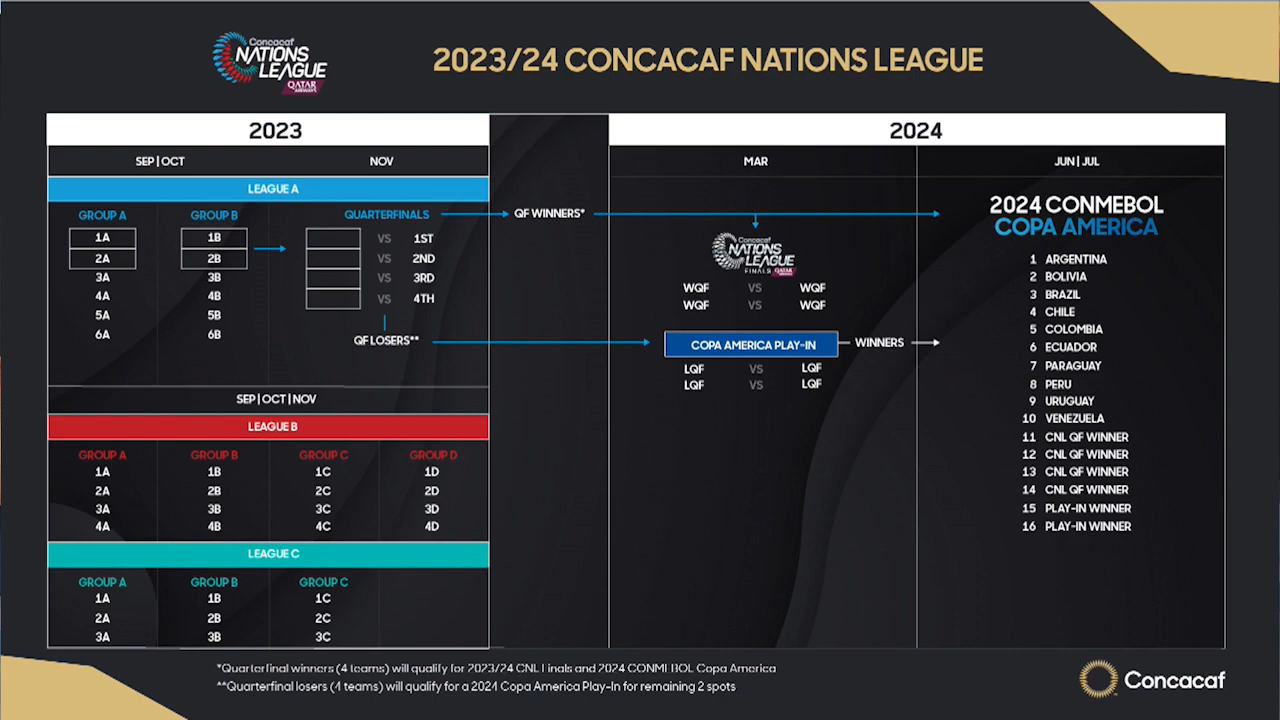 Concacaf
NATIONS
LEAGUE
QATAR
AIRWAYS
2023/24 CONCACAF NATIONS LEAGUE
2023
2024
SEP | OCT
NOV
MAR
JUN | JUL
LEAGUE A
GROUP A
GROUP B
QUARTERFINALS
QF WINNERS*
1A
1B
VS 1ST
2A
2B
VS 2ND
3A
3B
VS 3RD
4A
4B
VS 4TH
5A
5B
6A
6B
QF LOSERS**
Concacaf
NATIONS
LEAGUE
FINALS QATAR
WQF VS WQF
WQF VS WQF
COPA AMERICA PLAY-IN
WINNERS
LQF VS LQF
LQF VS LQF
2024 CONMEBOL
COPA AMERICA
1 ARGENTINA
2 BOLIVIA
3 BRAZIL
4 CHILE
5 COLOMBIA
6 ECUADOR
7 PARAGUAY
8 PERU
9 URUGUAY
10 VENEZUELA
11 CNL QF WINNER
12 CNL QF WINNER
13 CNL QF WINNER
14 CNL QF WINNER
15 PLAY-IN WINNER
16 PLAY-IN WINNER
SEP | OCT | NOV
LEAGUE B
GROUP A GROUP B GROUP C GROUP D
1A 1B 1C 1D
2A 2B 2C 2D
3A 3B 3C 3D
4A 4B 4C 4D
LEAGUE C
GROUP A GROUP B GROUP C
1A 1B 1C
2A 2B 2C
3A 3B 3C
*Quarterfinal winners (4 teams) will qualify for 2023/24 CNL Finals and 2024 CONMEBOL Copa America
**Quarterfinal losers (4 teams) will qualify for a 2024 Copa America Play-In for remaining 2 spots
Concacaf